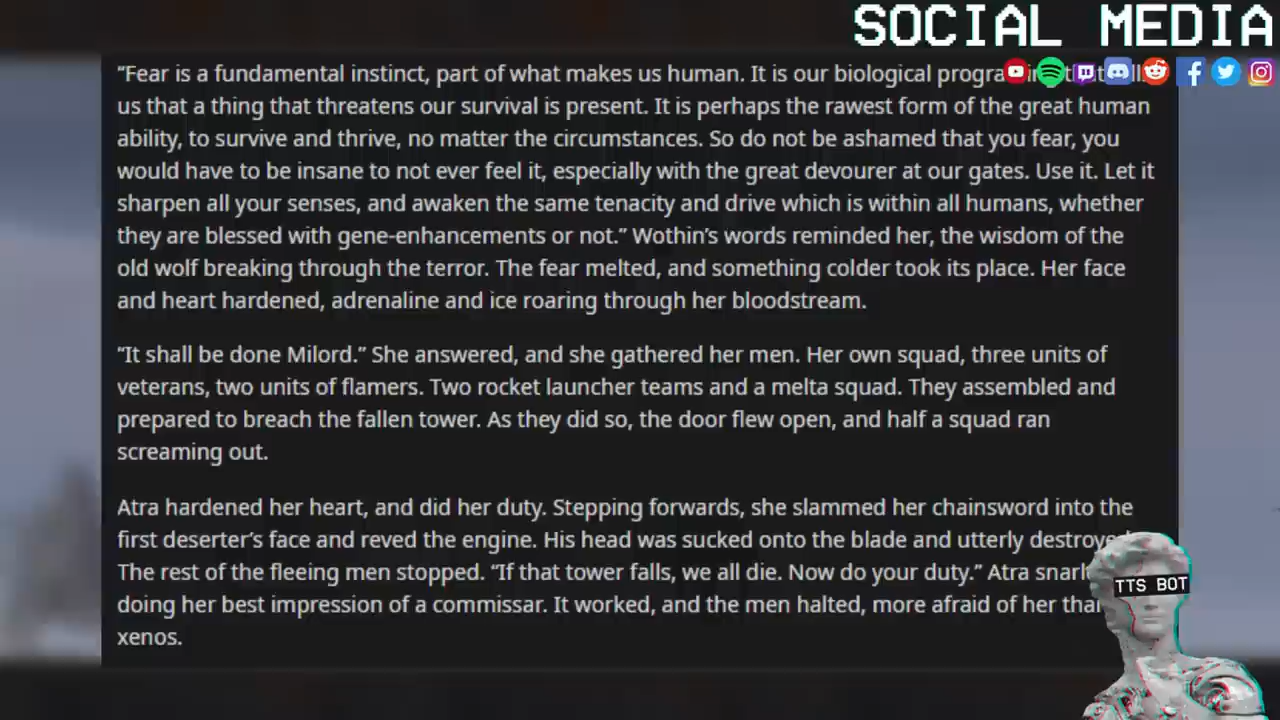 SOCIAL MEDIA
“Fear is a fundamental instinct, part of what makes us human. It is our biological
us that a thing that threatens our survival is present. It is perhaps the rawest form of the great human
ability, to survive and thrive, no matter the circumstances. So do not be ashamed that you fear, you
would have to be insane to not ever feel it, especially with the great devourer at our gates. Use it. Let it
sharpen all your senses, and awaken the same tenacity and drive which is within all humans, whether
they are blessed with gene-enhancements or not.” Wothin’s words reminded her, the wisdom of the
old wolf breaking through the terror. The fear melted, and something colder took its place. Her face
and heart hardened, adrenaline and ice roaring through her bloodstream.
“It shall be done Milord.” She answered, and she gathered her men. Her own squad, three units of
veterans, two units of flamers. Two rocket launcher teams and a melta squad. They assembled and
prepared to breach the fallen tower. As they did so, the door flew open, and half a squad ran
screaming out.
Atra hardened her heart, and did her duty. Stepping forwards, she slammed her chainsword into the
first deserter’s face and reved the engine. His head was sucked onto the blade and utterly
The rest of the fleeing men stopped. “If that tower falls, we all die. Now do your duty.” Atra
doing her best impression of a commissar. It worked, and the men halted, more afraid of her
xenos.
TTS BOT